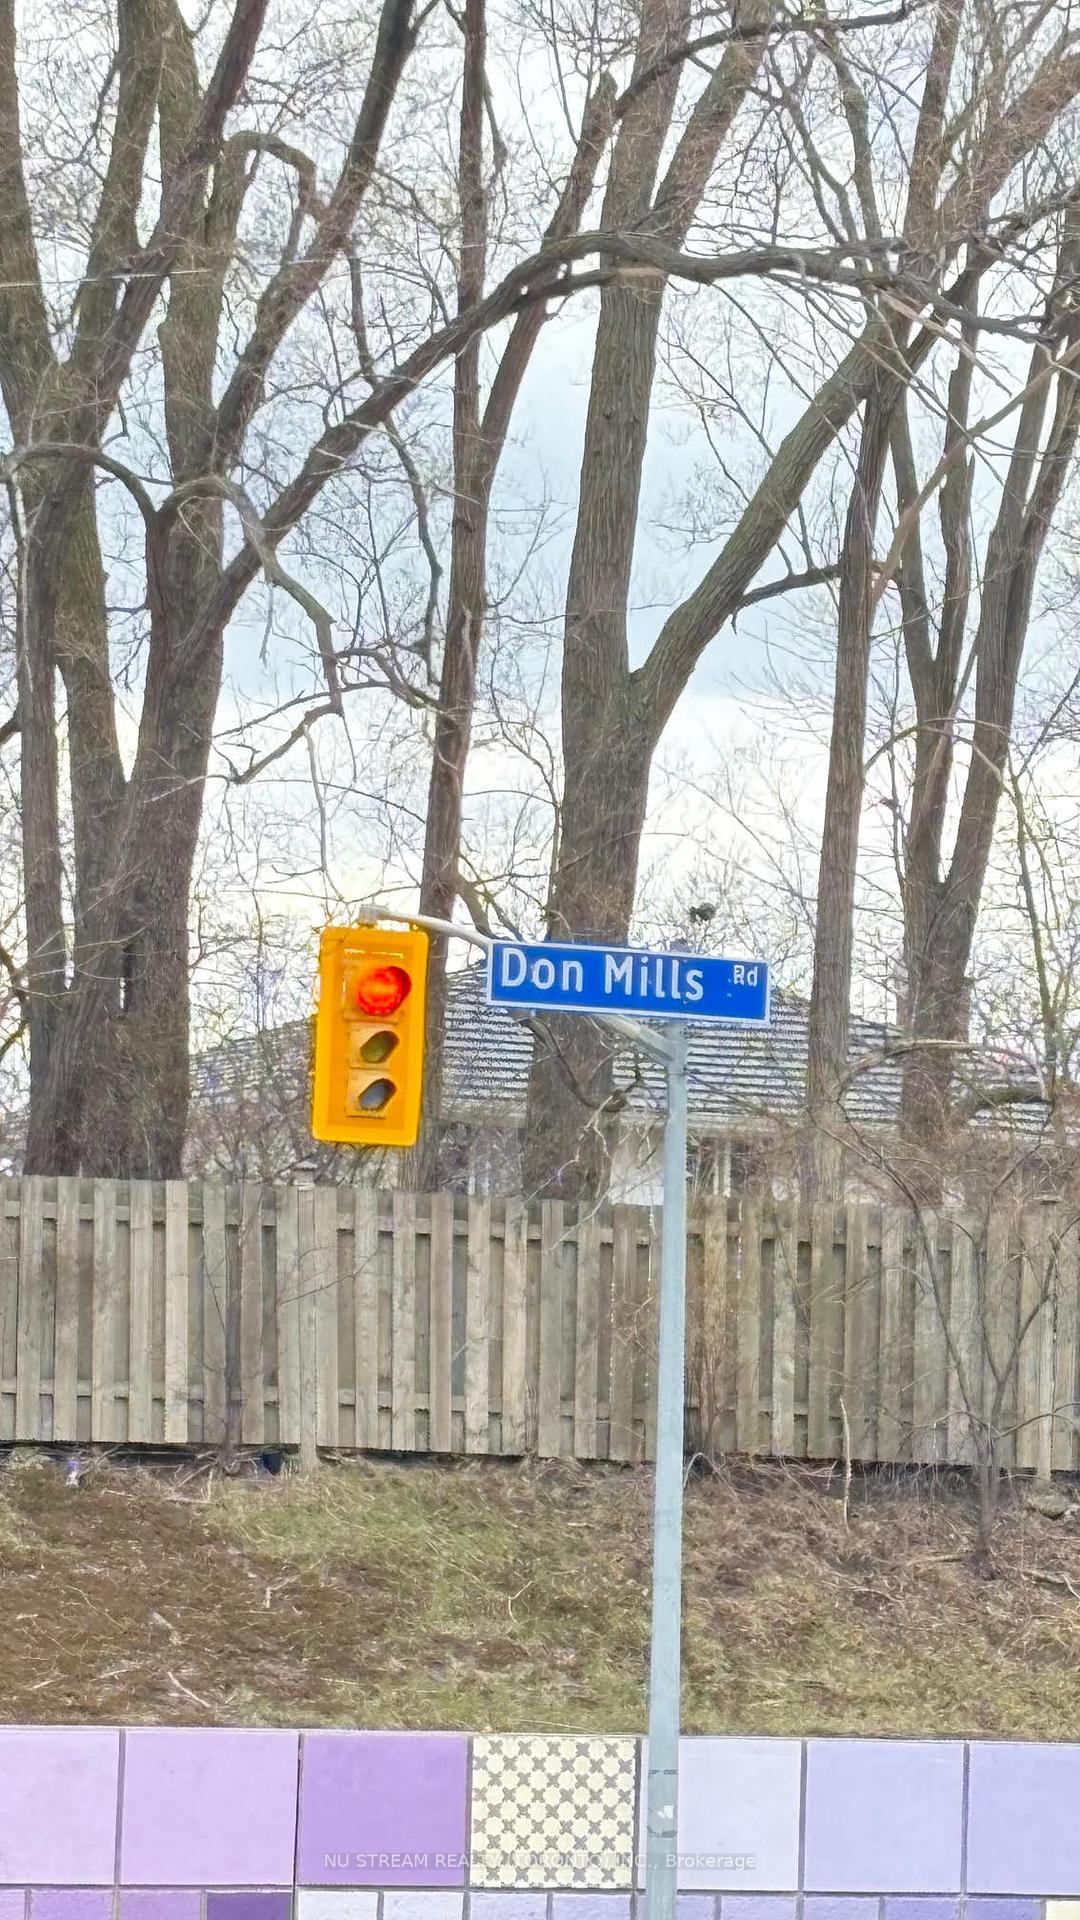 Don Mills Rd
NU STREAM REALTY (TORONTO) INC., Brokerage